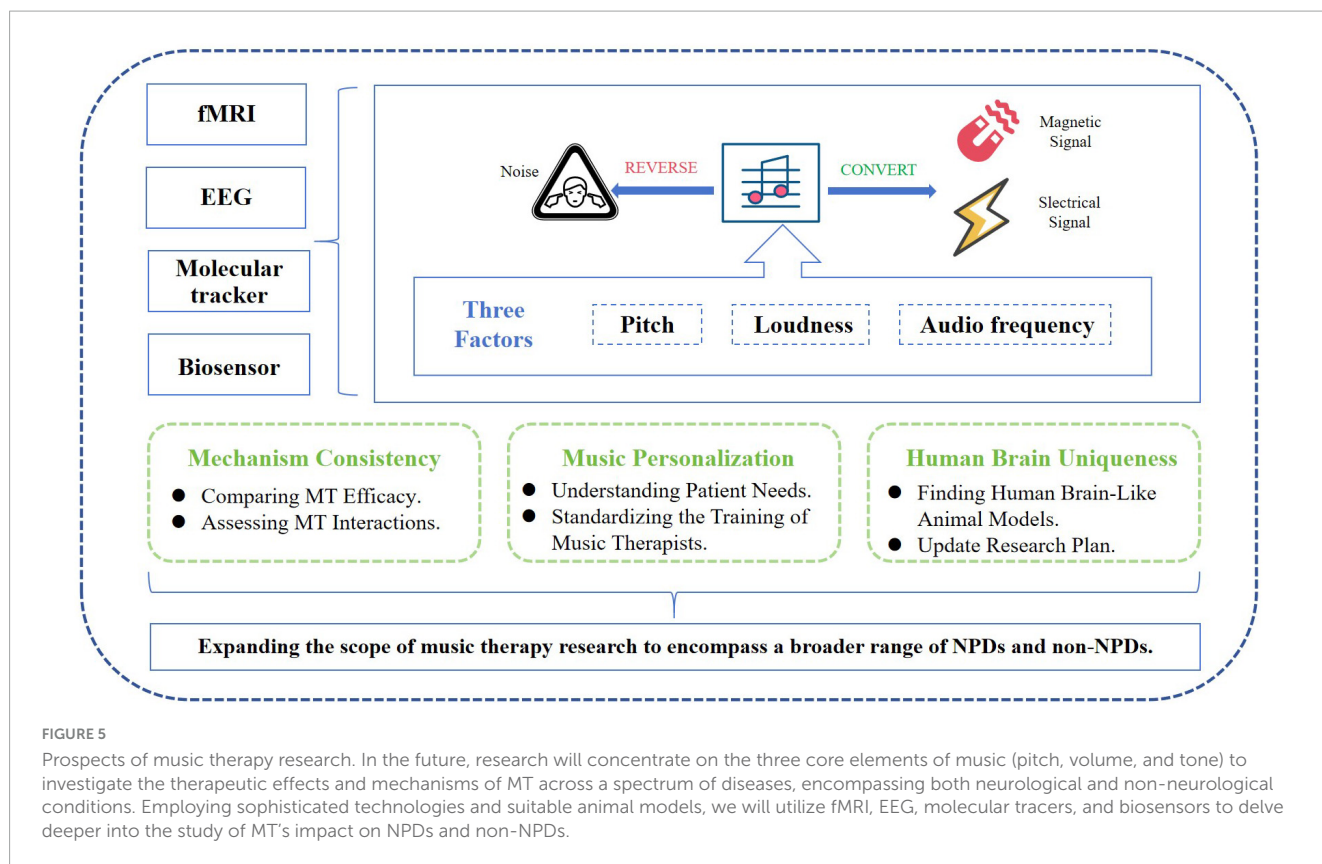 fMRI
EEG
Molecular
tracker
Biosensor
Noise
REVERSE
CONVERT
Magnetic
Signal
Slectrical
Signal
Three
Factors
Pitch
Loudness
Audio frequency
Mechanism Consistency
● Comparing MT Efficacy.
● Assessing MT Interactions.
Music Personalization
● Understanding Patient Needs.
● Standardizing the Training of
Music Therapists.
Human Brain Uniqueness
● Finding Human Brain-Like
Animal Models.
● Update Research Plan.
Expanding the scope of music therapy research to encompass a broader range of NPDs and non-NPDs.
FIGURE 5
Prospects of music therapy research. In the future, research will concentrate on the three core elements of music (pitch, volume, and tone) to
investigate the therapeutic effects and mechanisms of MT across a spectrum of diseases, encompassing both neurological and non-neurological
conditions. Employing sophisticated technologies and suitable animal models, we will utilize fMRI, EEG, molecular tracers, and biosensors to delve
deeper into the study of MT's impact on NPDs and non-NPDs.